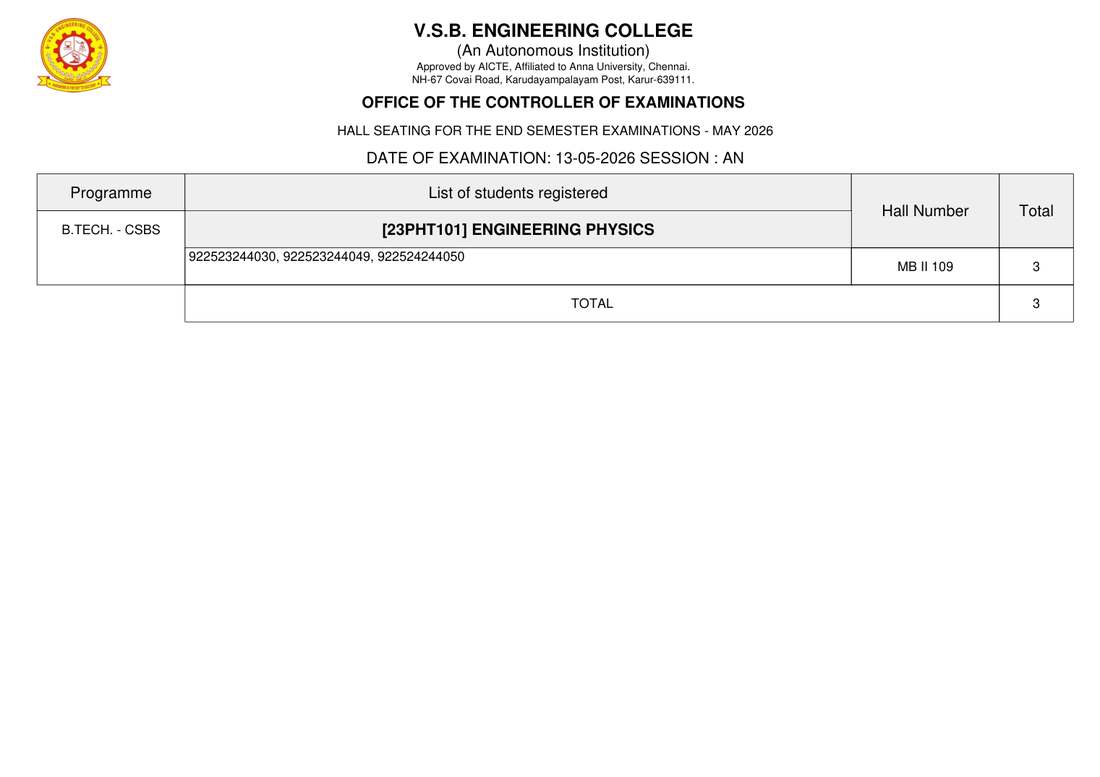 V.S.B. ENGINEERING COLLEGE
(An Autonomous Institution)
Approved by AICTE, Affiliated to Anna University, Chennai.
NH-67 Covai Road, Karudayampalayam Post, Karur-639111.
OFFICE OF THE CONTROLLER OF EXAMINATIONS
HALL SEATING FOR THE END SEMESTER EXAMINATIONS - MAY 2026
DATE OF EXAMINATION: 13-05-2026 SESSION : AN
Programme List of students registered Hall Number Total
B.TECH. - CSBS [23PHT101] ENGINEERING PHYSICS
922523244030, 922523244049, 922524244050 MB II 109 3
TOTAL 3